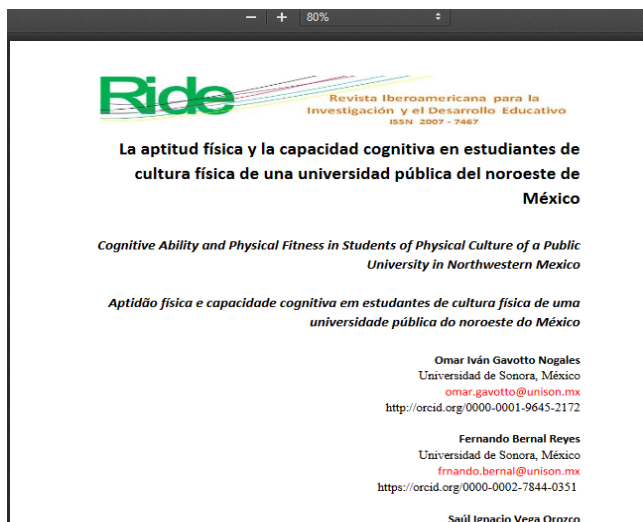 80%
Ride
Revista Iberoamericana para la
Investigación y el Desarrollo Educativo
ISSN 2007 - 7467
La aptitud física y la capacidad cognitiva en estudiantes de
cultura física de una universidad pública del noroeste de
México
Cognitive Ability and Physical Fitness in Students of Physical Culture of a Public
University in Northwestern Mexico
Aptidão física e capacidade cognitiva em estudantes de cultura física de uma
universidade pública do noroeste do México
Omar Iván Gavotto Nogales
Universidad de Sonora, México
omar.gavotto@unison.mx
http://orcid.org/0000-0001-9645-2172
Fernando Bernal Reyes
Universidad de Sonora, México
frnando.bernal@unison.mx
https://orcid.org/0000-0002-7844-0351
Saúl Ignacio Vega Orozco